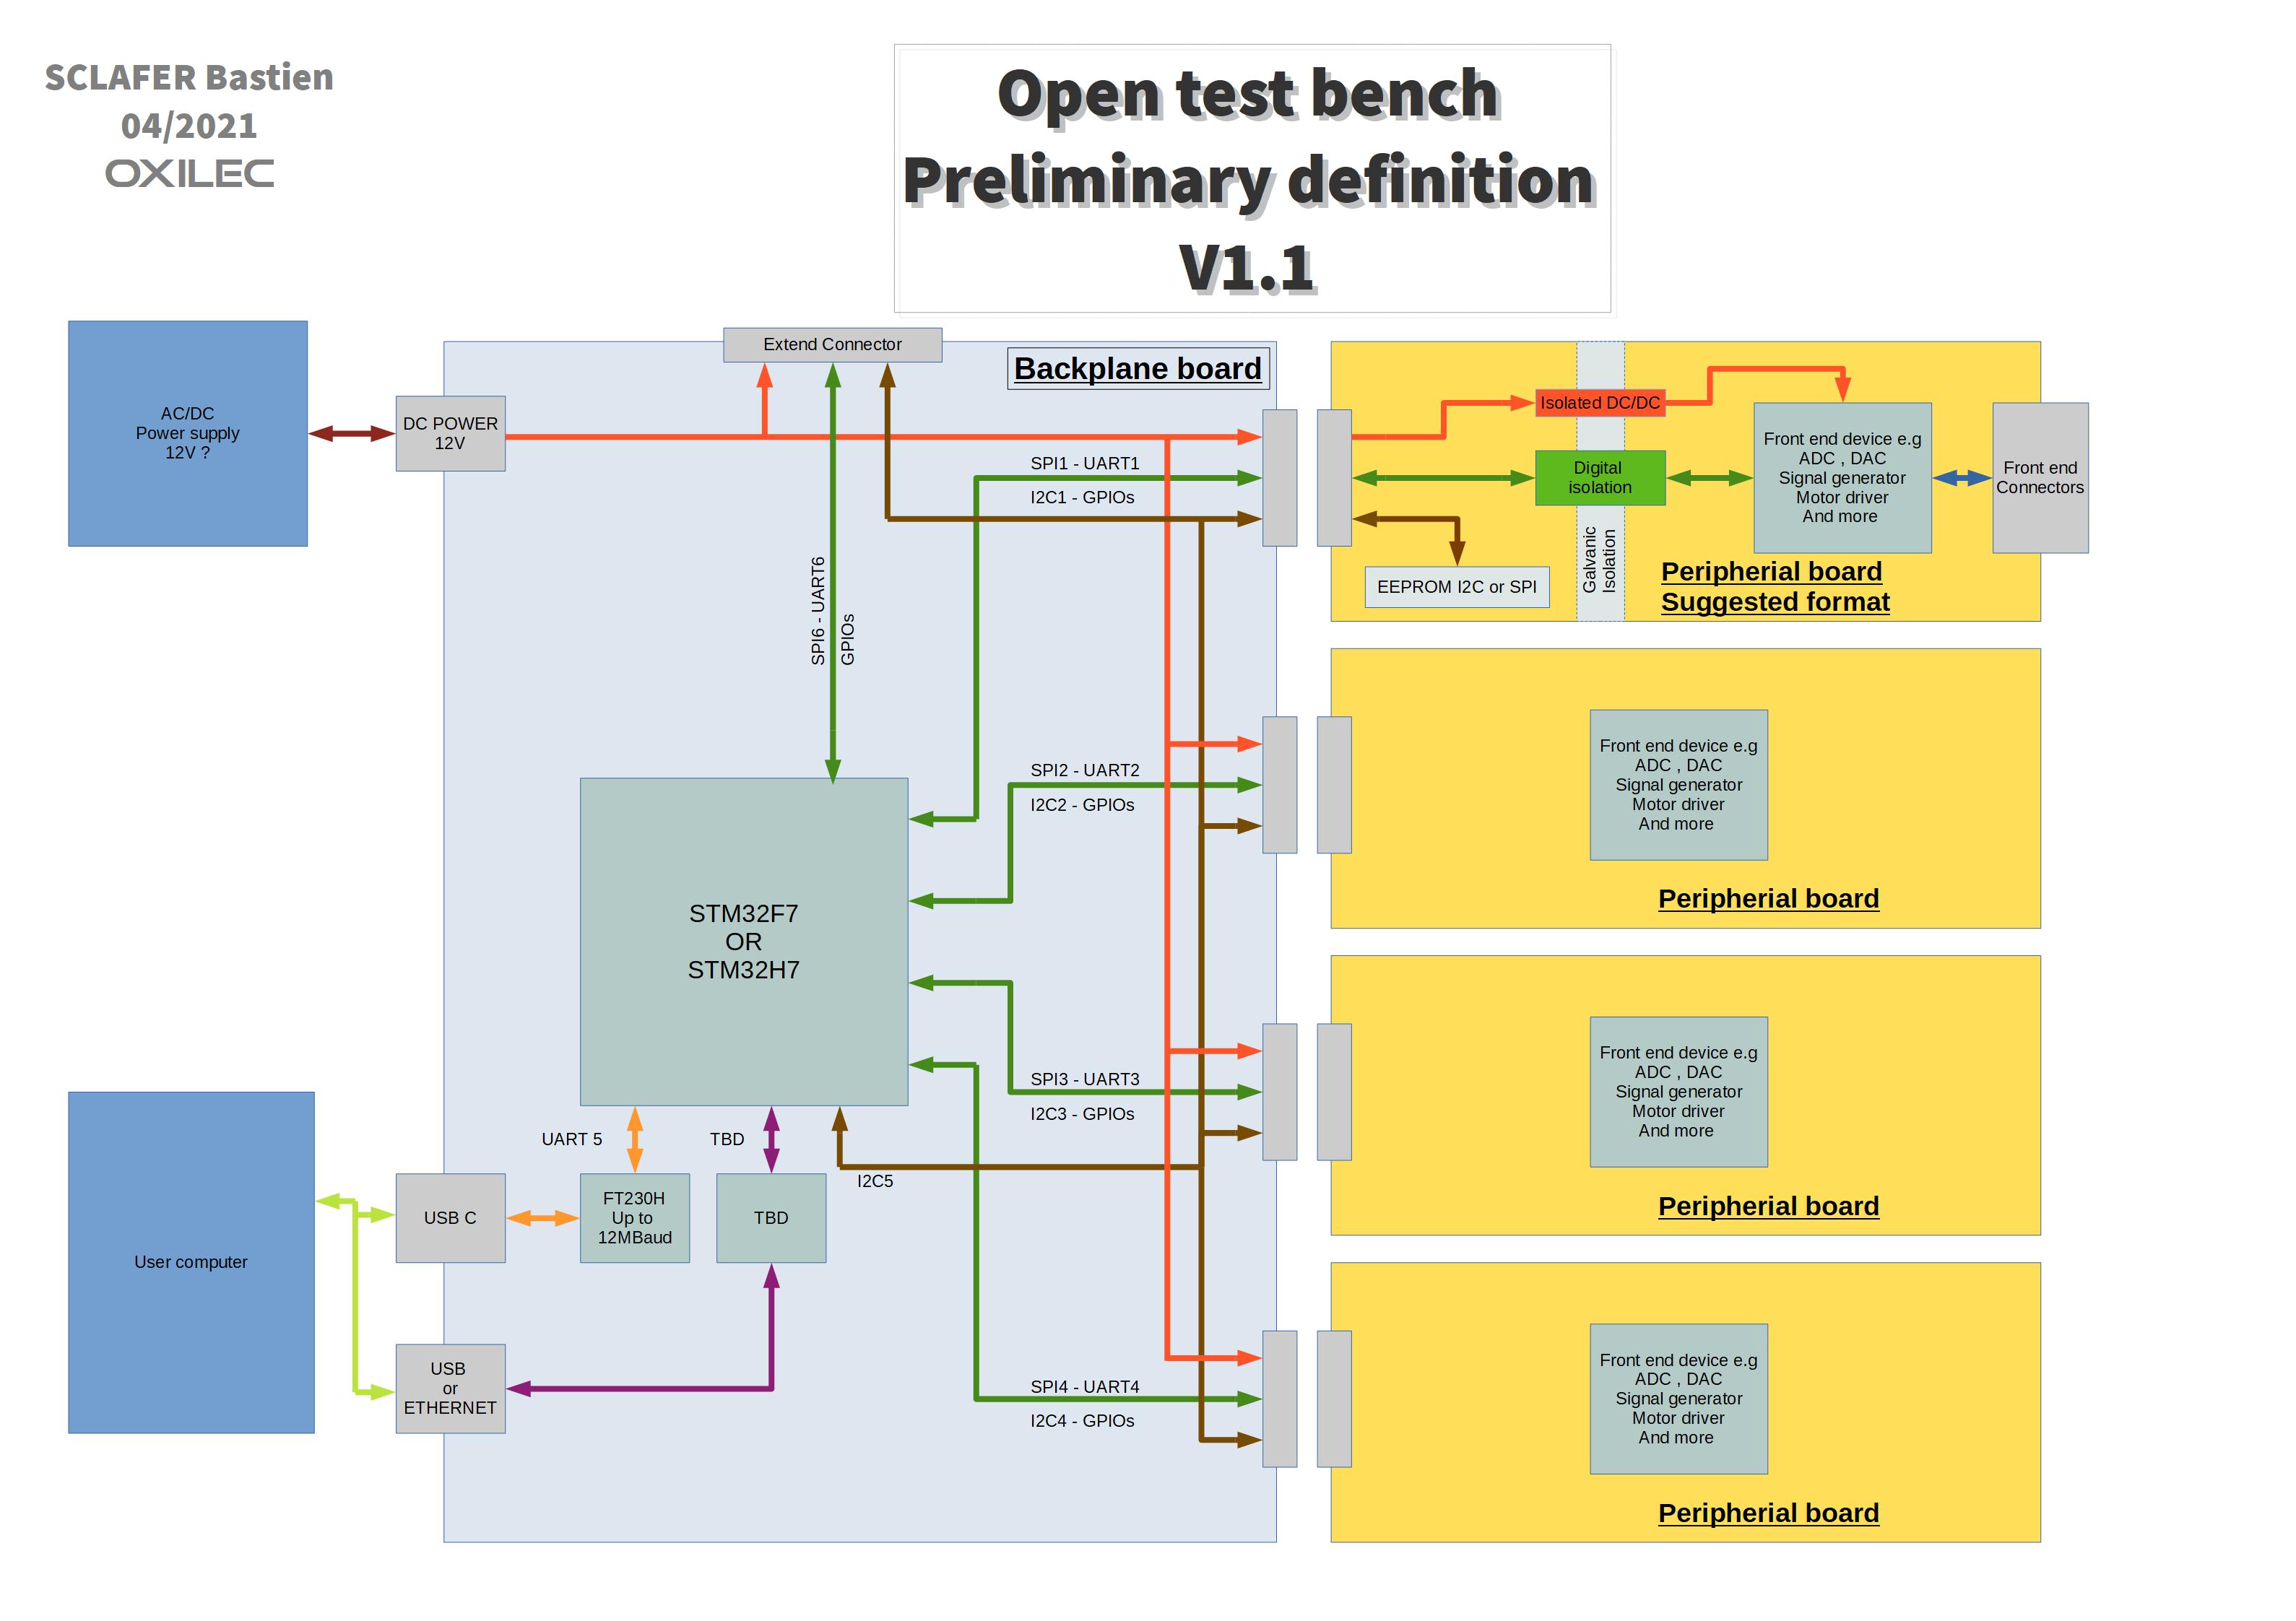 SCLAFER Bastien
04/2021
OXILEC
Open test bench
Preliminary definition
V1.1
AC/DC
Power supply
12V ?
DC POWER
12V
Extend Connector
Backplane board
SPI1 - UART1
I2C1 - GPIOs
SPI6 - UART6
GPIOs
Isolated DC/DC
Digital
isolation
Galvanic
Isolation
EEPROM I2C or SPI
Front end device e.g
ADC , DAC
Signal generator
Motor driver
And more
Front end
Connectors
Peripherial board
Suggested format
SPI2 - UART2
I2C2 - GPIOs
Front end device e.g
ADC , DAC
Signal generator
Motor driver
And more
Peripherial board
STM32F7
OR
STM32H7
SPI3 - UART3
I2C3 - GPIOs
Front end device e.g
ADC , DAC
Signal generator
Motor driver
And more
Peripherial board
UART 5
TBD
I2C5
User computer
USB C
FT230H
Up to
12MBaud
TBD
USB
or
ETHERNET
SPI4 - UART4
I2C4 - GPIOs
Front end device e.g
ADC , DAC
Signal generator
Motor driver
And more
Peripherial board